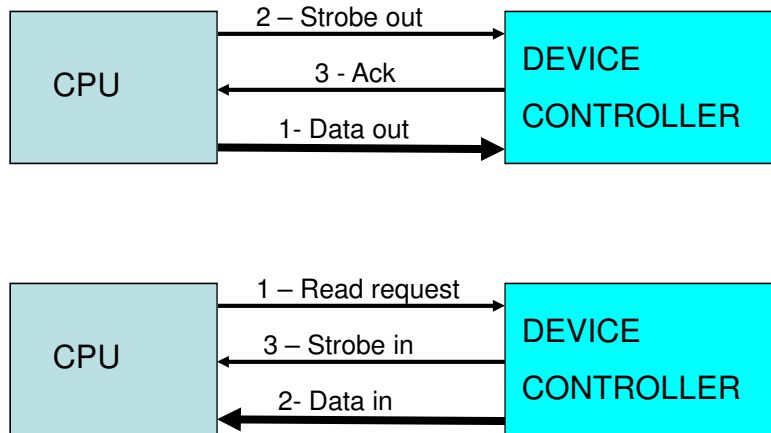 2 – Strobe out
CPU
3 - Ack
1- Data out
DEVICE
CONTROLLER
1 – Read request
CPU
3 – Strobe in
2- Data in
DEVICE
CONTROLLER